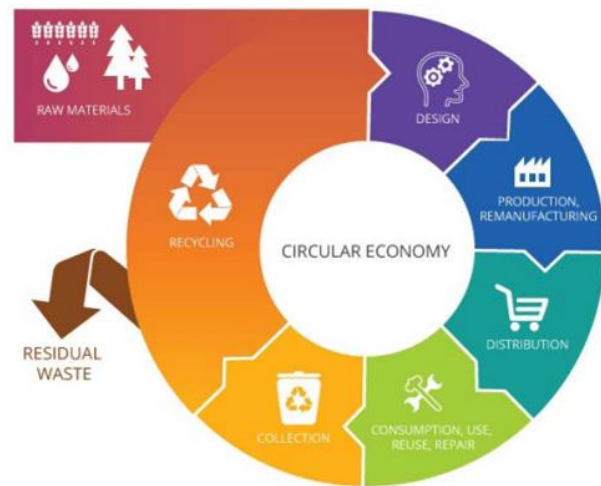 RAW MATERIALS
DESIGN
PRODUCTION,
REMANUFACTURING
RECYCLING
CIRCULAR ECONOMY
DISTRIBUTION
RESIDUAL
WASTE
COLLECTION
CONSUMPTION, USE,
REUSE, REPAIR